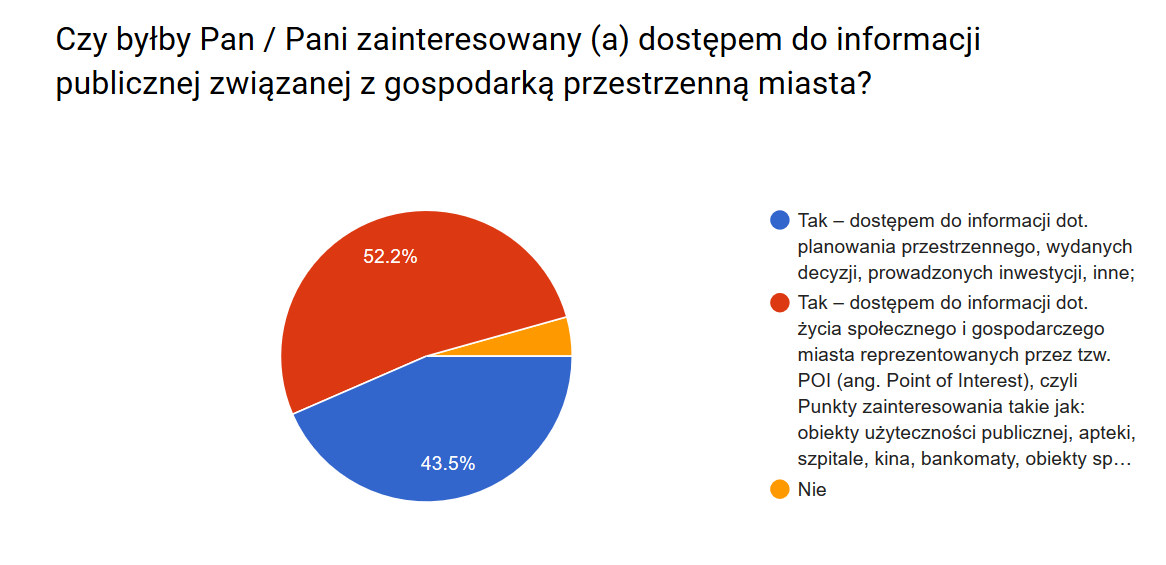 Czy byłby Pan / Pani zainteresowany (a) dostępem do informacji
publicznej związanej z gospodarką przestrzenną miasta?
52.2%
43.5%
Tak – dostępem do informacji dot.
planowania przestrzennego, wydanych
decyzji, prowadzonych inwestycji, inne;
Tak – dostępem do informacji dot.
życia społecznego i gospodarczego
miasta reprezentowanych przez tzw.
POI (ang. Point of Interest), czyli
Punkty zainteresowania takie jak:
obiekty użyteczności publicznej, apteki,
szpitale, kina, bankomaty, obiekty sp…
Nie